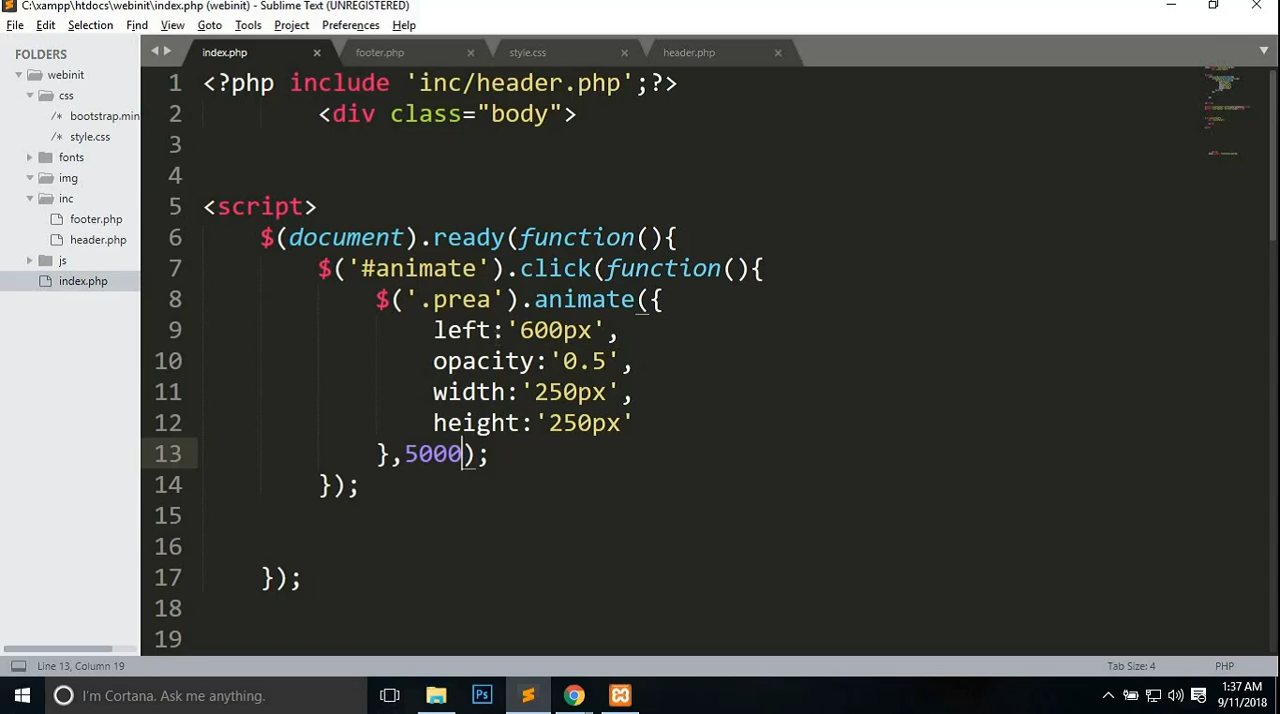 C:\xampp\htdocs\webinit\index.php (webinit) - Sublime Text (UNREGISTERED)
File Edit Selection Find View Goto Tools Project Preferences Help
FOLDERS
webinit
css
bootstrap.min
style.css
fonts
img
inc
footer.php
header.php
js
index.php
index.php × footer.php × style.css × header.php ×
1 <?php include 'inc/header.php';?>
2 <div class="body">
3
4
5 <script>
6 $(document).ready(function(){
7 $('#animate').click(function(){
8 $('.prea').animate({
9 left:'600px',
10 opacity:'0.5',
11 width:'250px',
12 height:'250px'
13 },5000);
14 });
15
16
17 });
18
19
Line 13, Column 19 Tab Size: 4 PHP
I'm Cortana. Ask me anything.
Ps
1:37 AM
9/11/2018